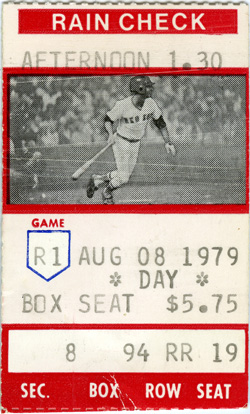 RAIN CHECK
AFTERNOON 1.30
RED SOX
GAME
R1 AUG 08 1979
* DAY *
BOX SEAT $5.75
8 94 RR 19
SEC. BOX ROW SEAT